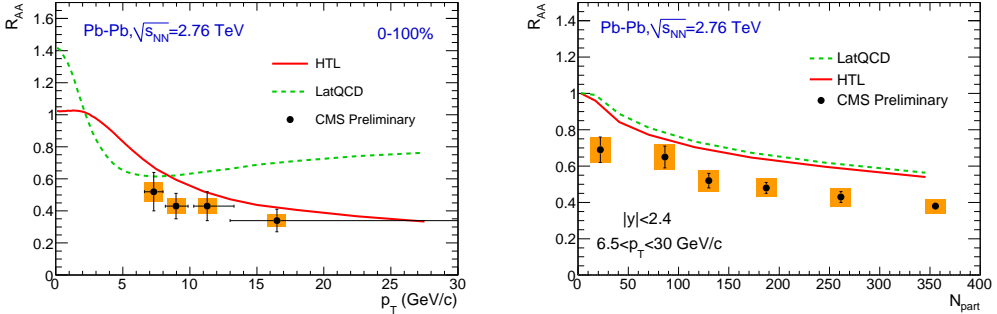 R_AA
Pb-Pb, √s_NN=2.76 TeV
0-100%
HTL
LatQCD
CMS Preliminary
1.6
1.4
1.2
1
0.8
0.6
0.4
0.2
0
0 5 10 15 20 25 30
p_T (GeV/c)
R_AA
Pb-Pb, √s_NN=2.76 TeV
LatQCD
HTL
CMS Preliminary
1.4
1.2
1
0.8
0.6
0.4
0.2
0
|y|<2.4
6.5<p_T<30 GeV/c
0 50 100 150 200 250 300 350 400
N_part